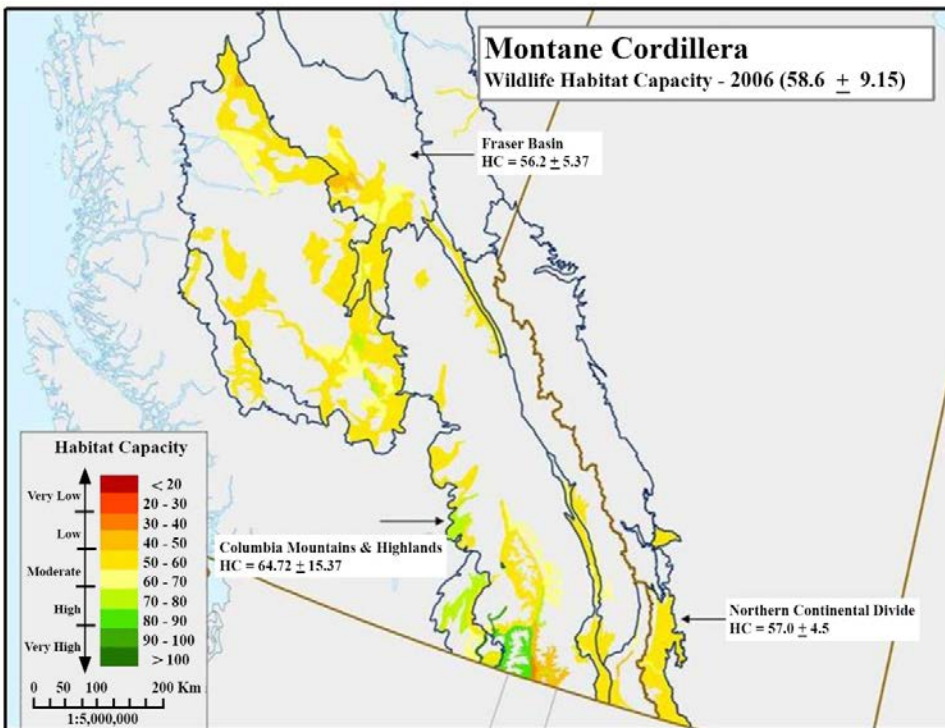 Montane Cordillera
Wildlife Habitat Capacity - 2006 (58.6 ± 9.15)
Fraser Basin
HC = 56.2 ± 5.37
Columbia Mountains & Highlands
HC = 64.72 ± 15.37
Northern Continental Divide
HC = 57.0 ± 4.5
Habitat Capacity
Very Low
Low
Moderate
High
Very High
< 20
20 - 30
30 - 40
40 - 50
50 - 60
60 - 70
70 - 80
80 - 90
90 - 100
> 100
0 50 100 200 Km
1:5,000,000